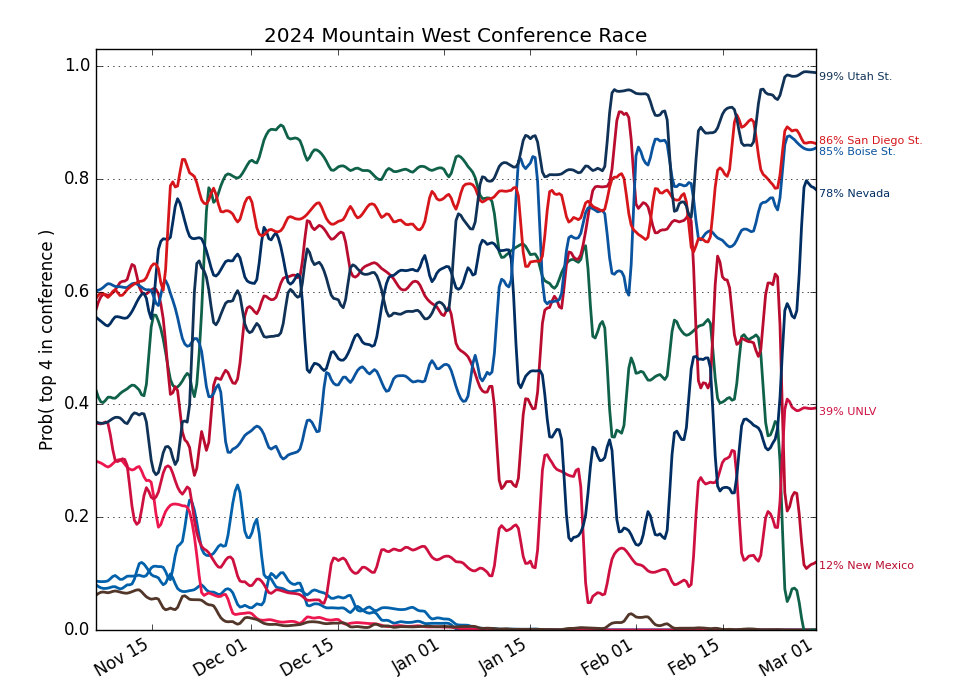 2024 Mountain West Conference Race
Prob( top 4 in conference )
1.0
0.8
0.6
0.4
0.2
0.0
Nov 15
Dec 01
Dec 15
Jan 01
Jan 15
Feb 01
Feb 15
Mar 01
99% Utah St.
86% San Diego St.
85% Boise St.
78% Nevada
39% UNLV
12% New Mexico